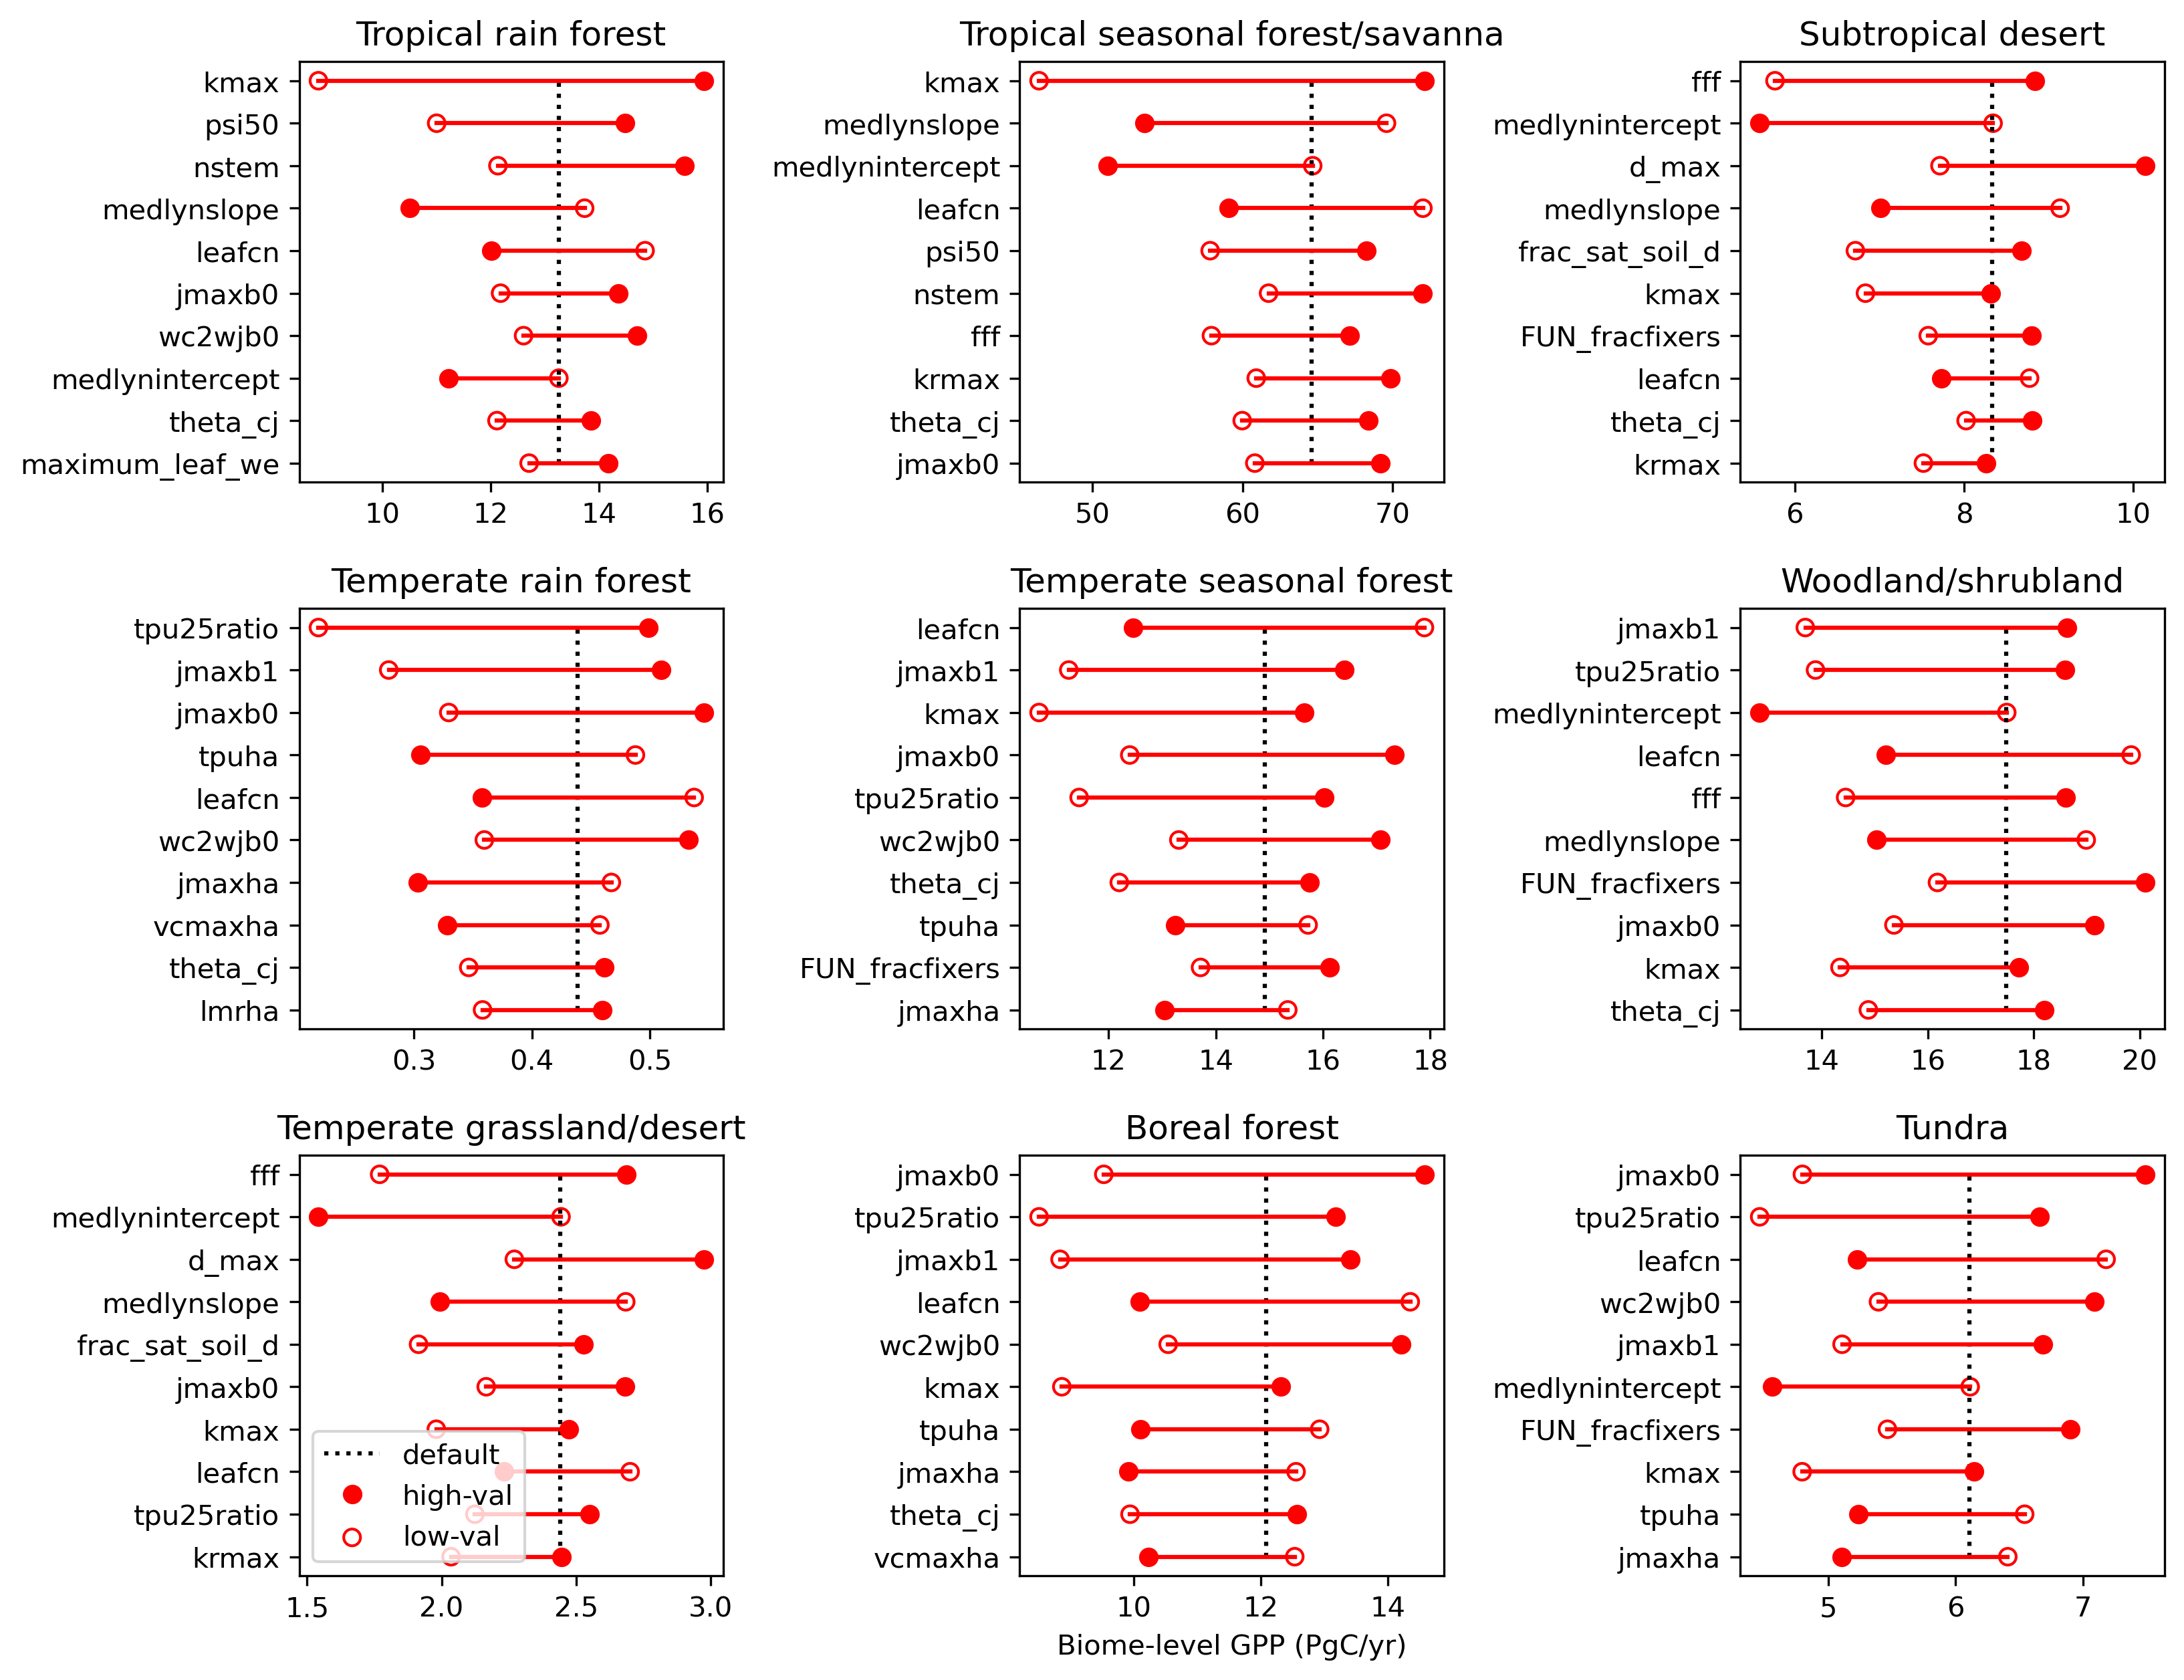 Tropical rain forest
kmax
psi50
nstem
medlynslope
leafcn
jmaxb0
wc2wjb0
medlynintercept
theta_cj
maximum_leaf_we
10 12 14 16
Tropical seasonal forest/savanna
kmax
medlynslope
medlynintercept
leafcn
psi50
nstem
fff
krmax
theta_cj
jmaxb0
50 60 70
Subtropical desert
fff
medlynintercept
d_max
medlynslope
frac_sat_soil_d
kmax
FUN_fracfixers
leafcn
theta_cj
krmax
6 8 10
Temperate rain forest
tpu25ratio
jmaxb1
jmaxb0
tpuha
leafcn
wc2wjb0
jmaxha
vcmaxha
theta_cj
lmrha
0.3 0.4 0.5
Temperate seasonal forest
leafcn
jmaxb1
kmax
jmaxb0
tpu25ratio
wc2wjb0
theta_cj
tpuha
FUN_fracfixers
jmaxha
12 14 16 18
Woodland/shrubland
jmaxb1
tpu25ratio
medlynintercept
leafcn
fff
medlynslope
FUN_fracfixers
jmaxb0
kmax
theta_cj
14 16 18 20
Temperate grassland/desert
fff
medlynintercept
d_max
medlynslope
frac_sat_soil_d
jmaxb0
kmax
leafcn
tpu25ratio
krmax
default
high-val
low-val
1.5 2.0 2.5 3.0
Boreal forest
jmaxb0
tpu25ratio
jmaxb1
leafcn
wc2wjb0
kmax
tpuha
jmaxha
theta_cj
vcmaxha
10 12 14
Biome-level GPP (PgC/yr)
Tundra
jmaxb0
tpu25ratio
leafcn
wc2wjb0
jmaxb1
medlynintercept
FUN_fracfixers
kmax
tpuha
jmaxha
5 6 7